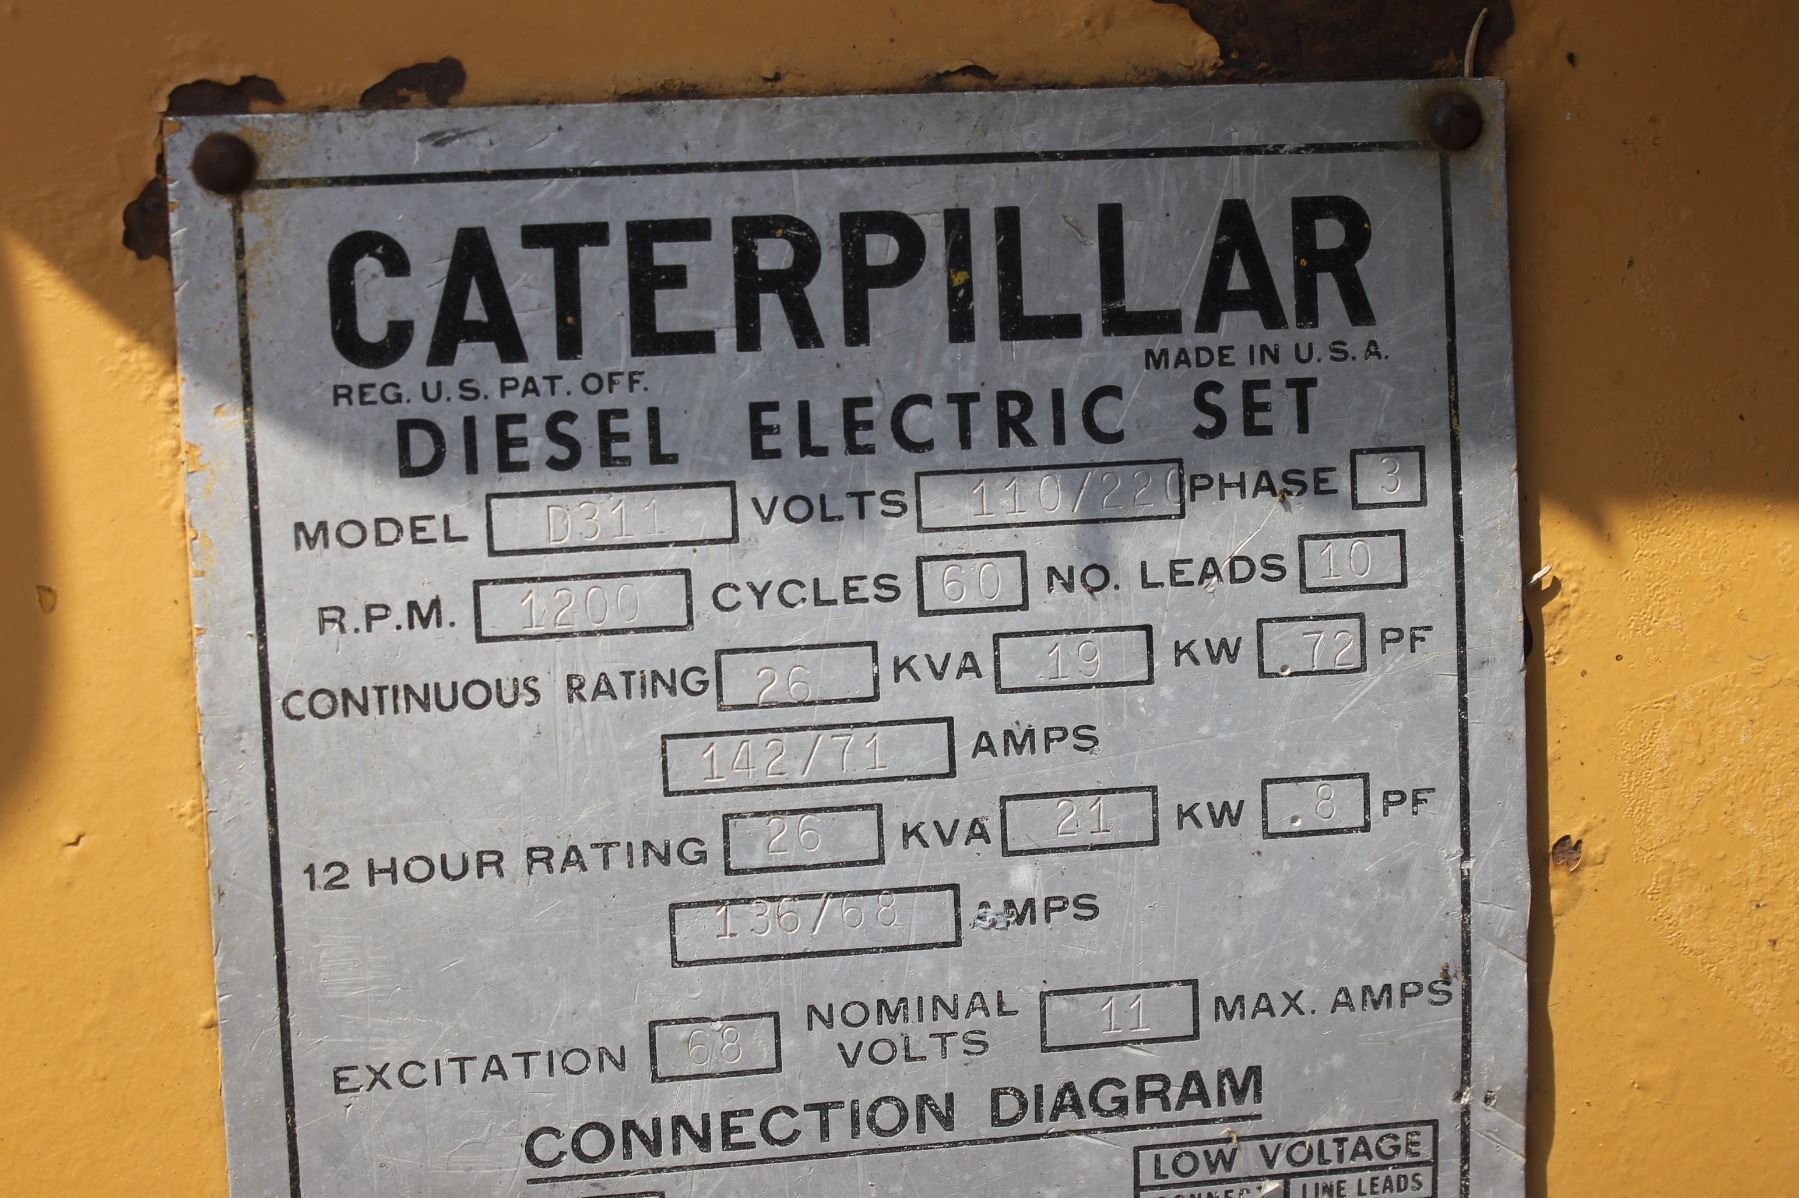 CATERPILLAR
REG. U.S. PAT. OFF. MADE IN U.S.A.
DIESEL ELECTRIC SET
MODEL D311 VOLTS 110/220 PHASE 3
R.P.M. 1200 CYCLES 60 NO. LEADS 10
CONTINUOUS RATING 26 KVA 19 KW .72 PF
142/71 AMPS
12 HOUR RATING 26 KVA 21 KW .8 PF
136/68 AMPS
EXCITATION 68 NOMINAL VOLTS 11 MAX. AMPS
CONNECTION DIAGRAM
LOW VOLTAGE
LINE LEADS